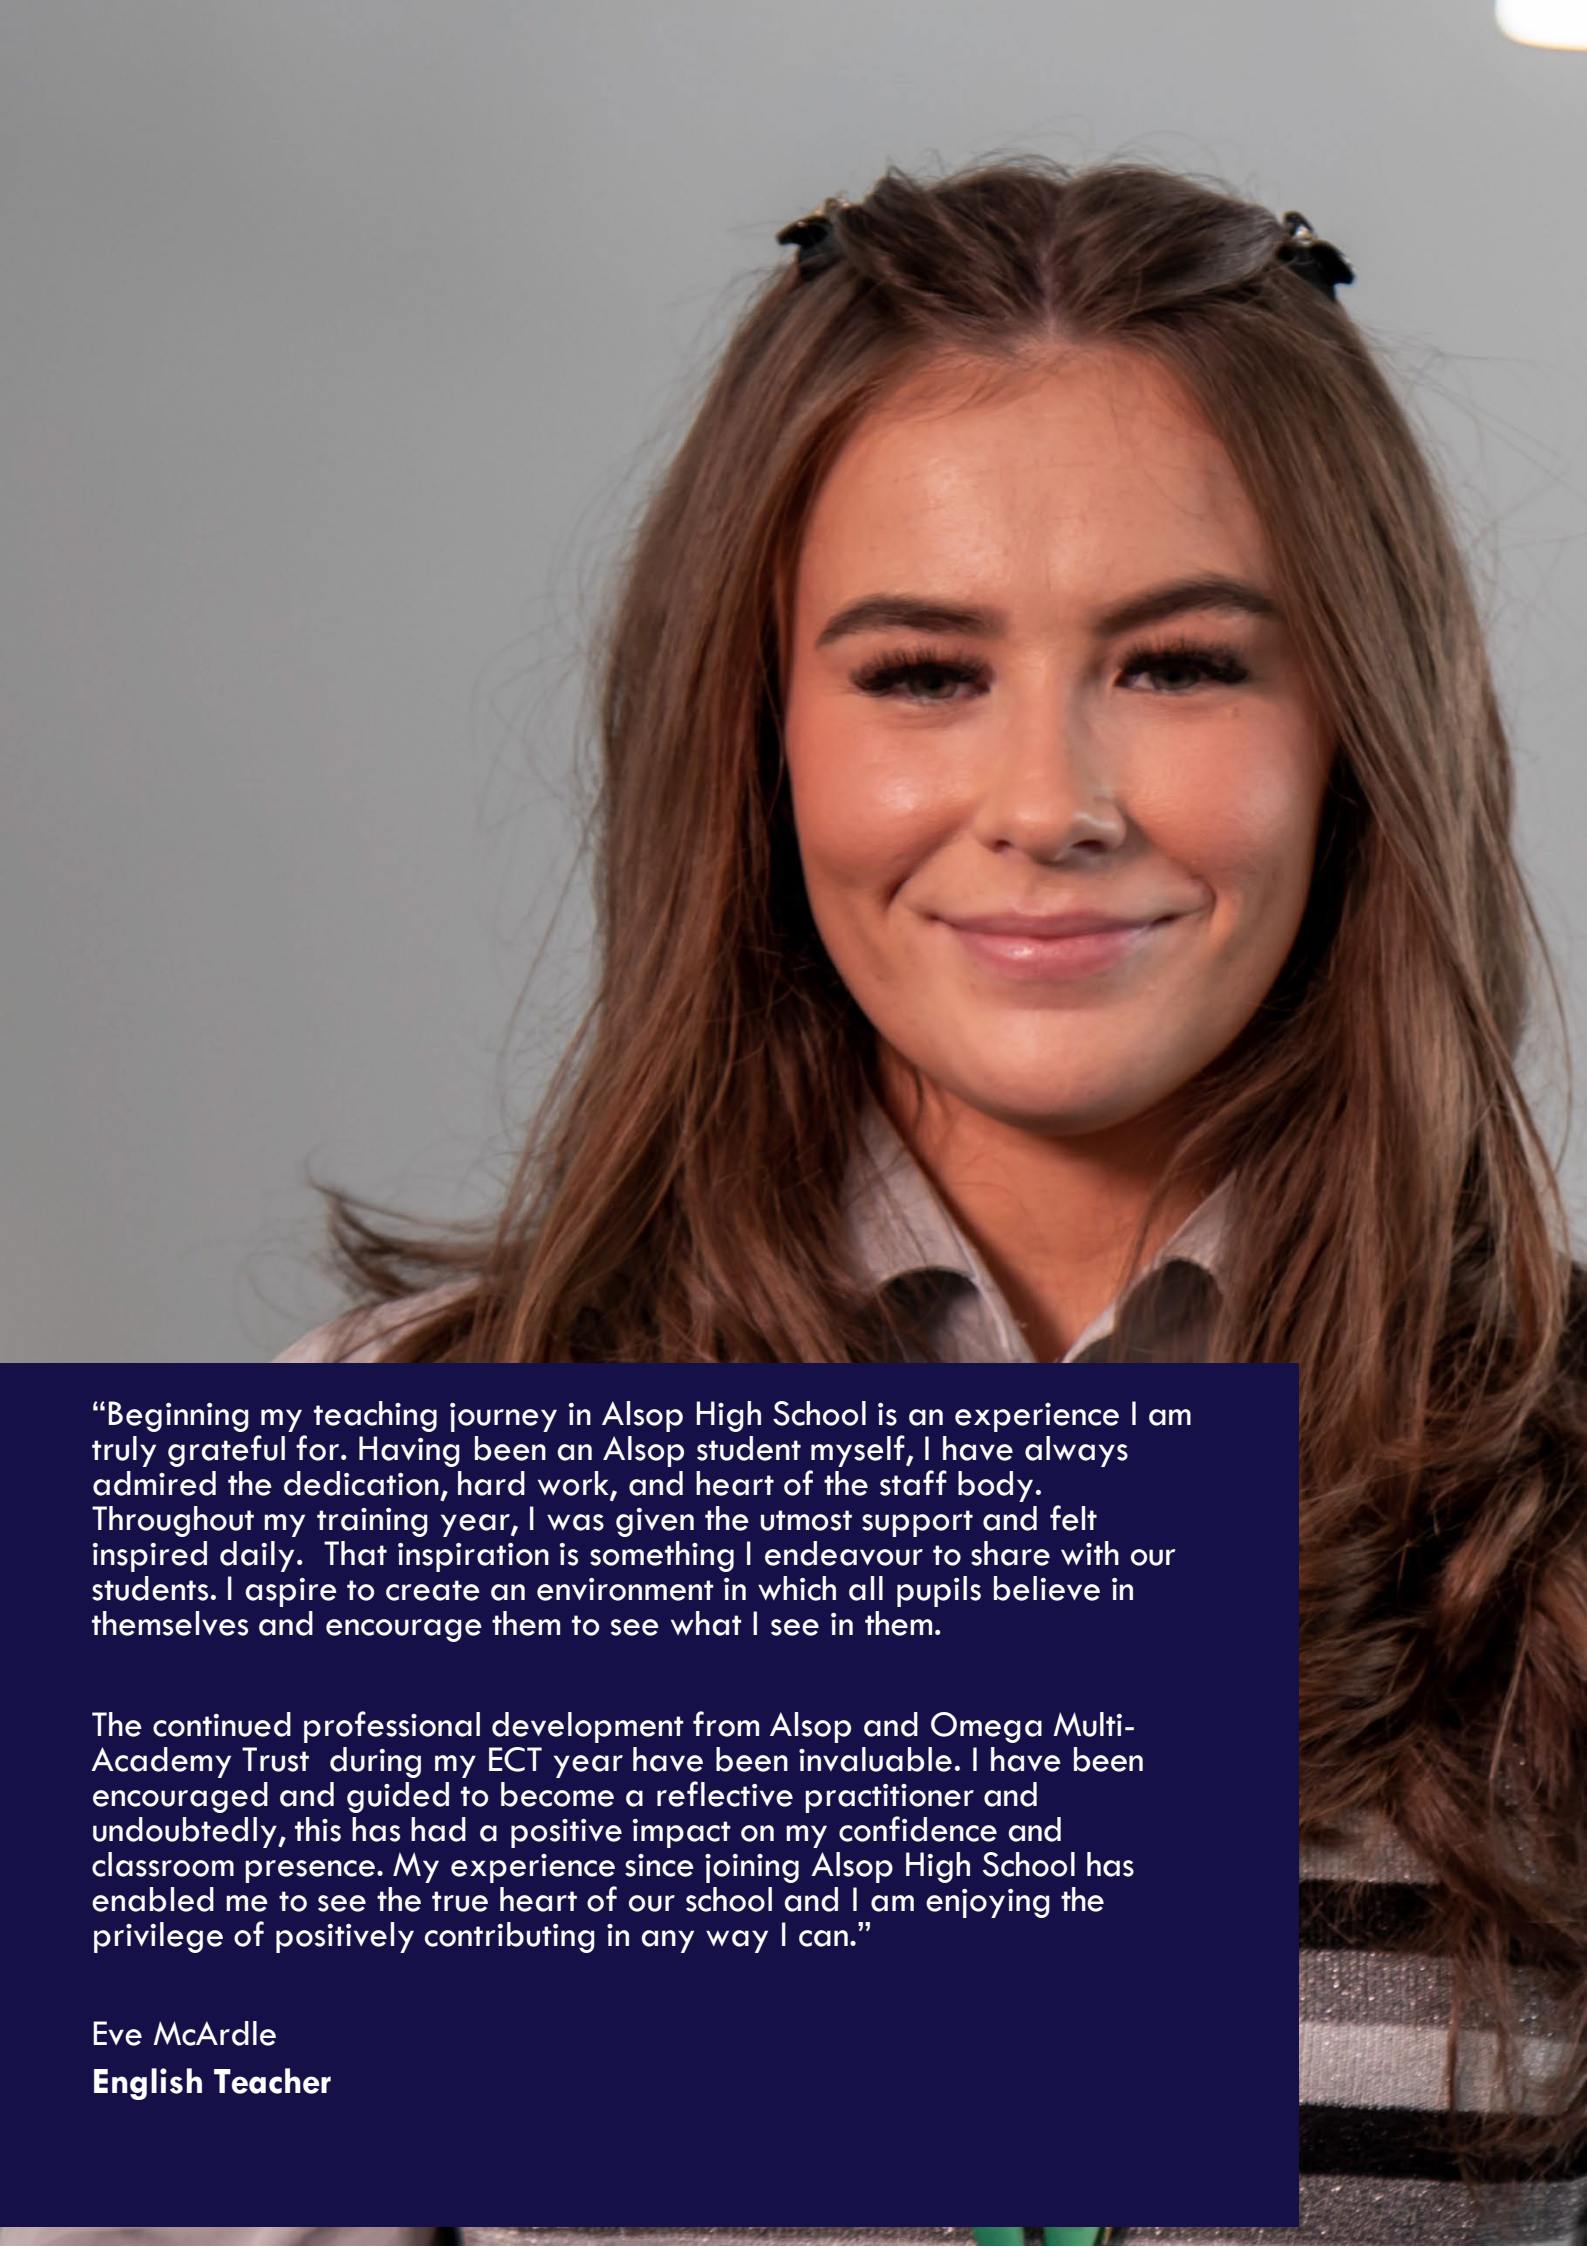 “Beginning my teaching journey in Alsop High School is an experience I am
truly grateful for. Having been an Alsop student myself, I have always
admired the dedication, hard work, and heart of the staff body.
Throughout my training year, I was given the utmost support and felt
inspired daily.  That inspiration is something I endeavour to share with our
students. I aspire to create an environment in which all pupils believe in
themselves and encourage them to see what I see in them.
The continued professional development from Alsop and Omega Multi-
Academy Trust  during my ECT year have been invaluable. I have been
encouraged and guided to become a reflective practitioner and
undoubtedly, this has had a positive impact on my confidence and
classroom presence. My experience since joining Alsop High School has
enabled me to see the true heart of our school and I am enjoying the
privilege of positively contributing in any way I can.”
Eve McArdle
English Teacher